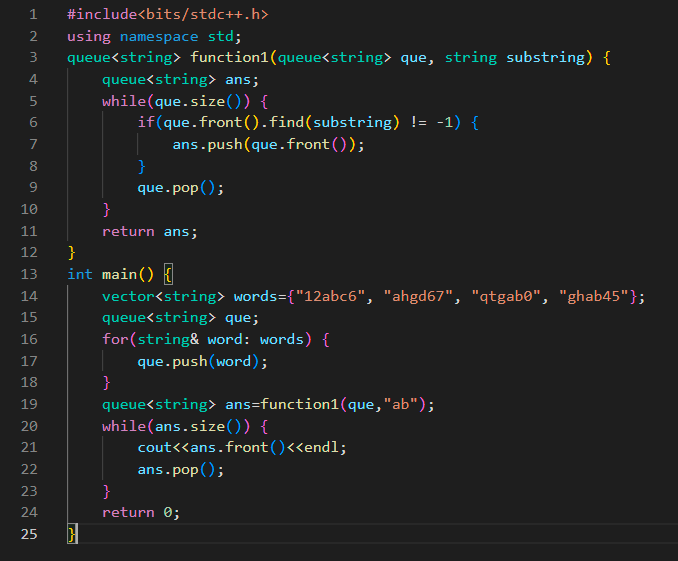 1 #include<bits/stdc++.h>
2 using namespace std;
3 queue<string> function1(queue<string> que, string substring) {
4     queue<string> ans;
5     while(que.size()) {
6         if(que.front().find(substring) != -1) {
7             ans.push(que.front());
8         }
9         que.pop();
10     }
11     return ans;
12 }
13 int main() {
14     vector<string> words={"12abc6", "ahgd67", "qtgab0", "ghab45"};
15     queue<string> que;
16     for(string& word: words) {
17         que.push(word);
18     }
19     queue<string> ans=function1(que,"ab");
20     while(ans.size()) {
21         cout<<ans.front()<<endl;
22         ans.pop();
23     }
24     return 0;
25 }